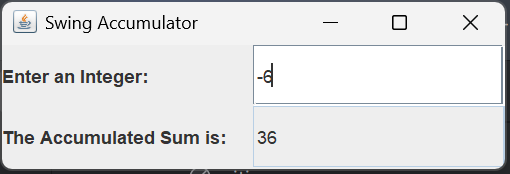 Swing Accumulator
Enter an Integer:
-6
The Accumulated Sum is:
36